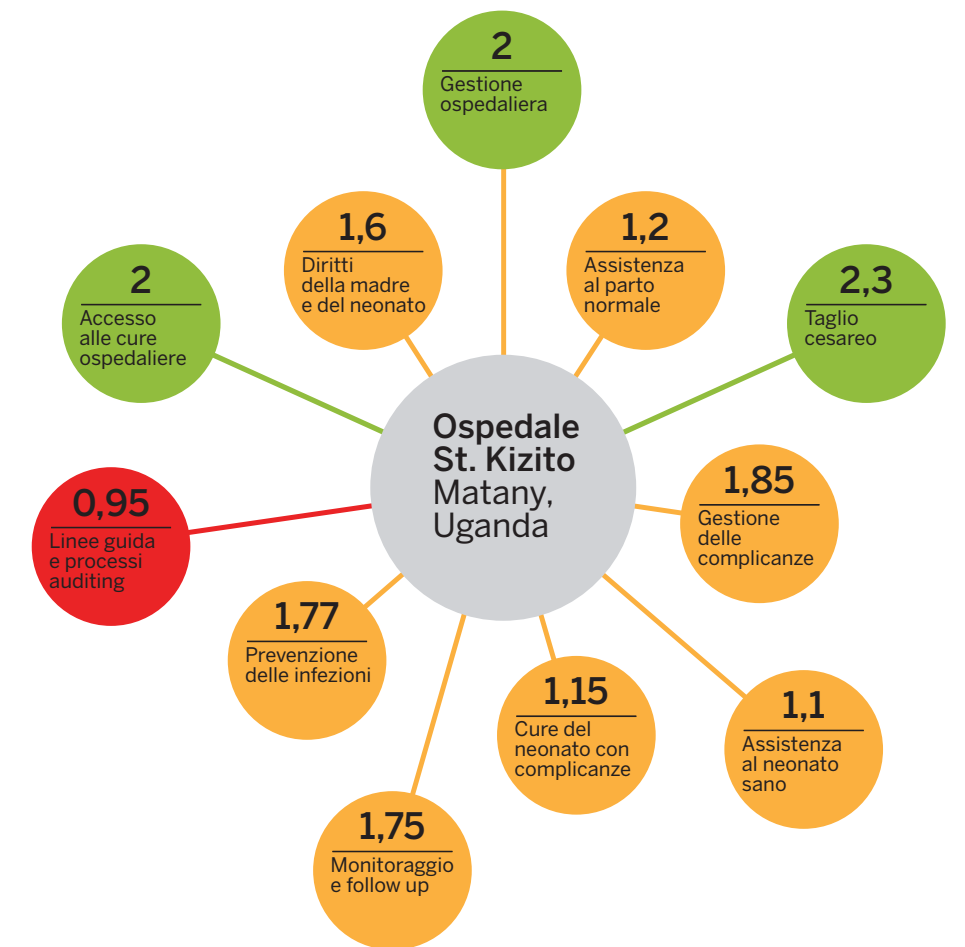 2
Gestione
ospedaliera
1,6
Diritti
della madre
e del neonato
1,2
Assistenza
al parto
normale
2
Accesso
alle cure
ospedaliere
2,3
Taglio
cesareo
Ospedale
St. Kizito
Matany,
Uganda
0,95
Linee guida
e processi
auditing
1,85
Gestione
delle
complicanze
1,77
Prevenzione
delle infezioni
1,15
Cure del
neonato con
complicanze
1,1
Assistenza
al neonato
sano
1,75
Monitoraggio
e follow up